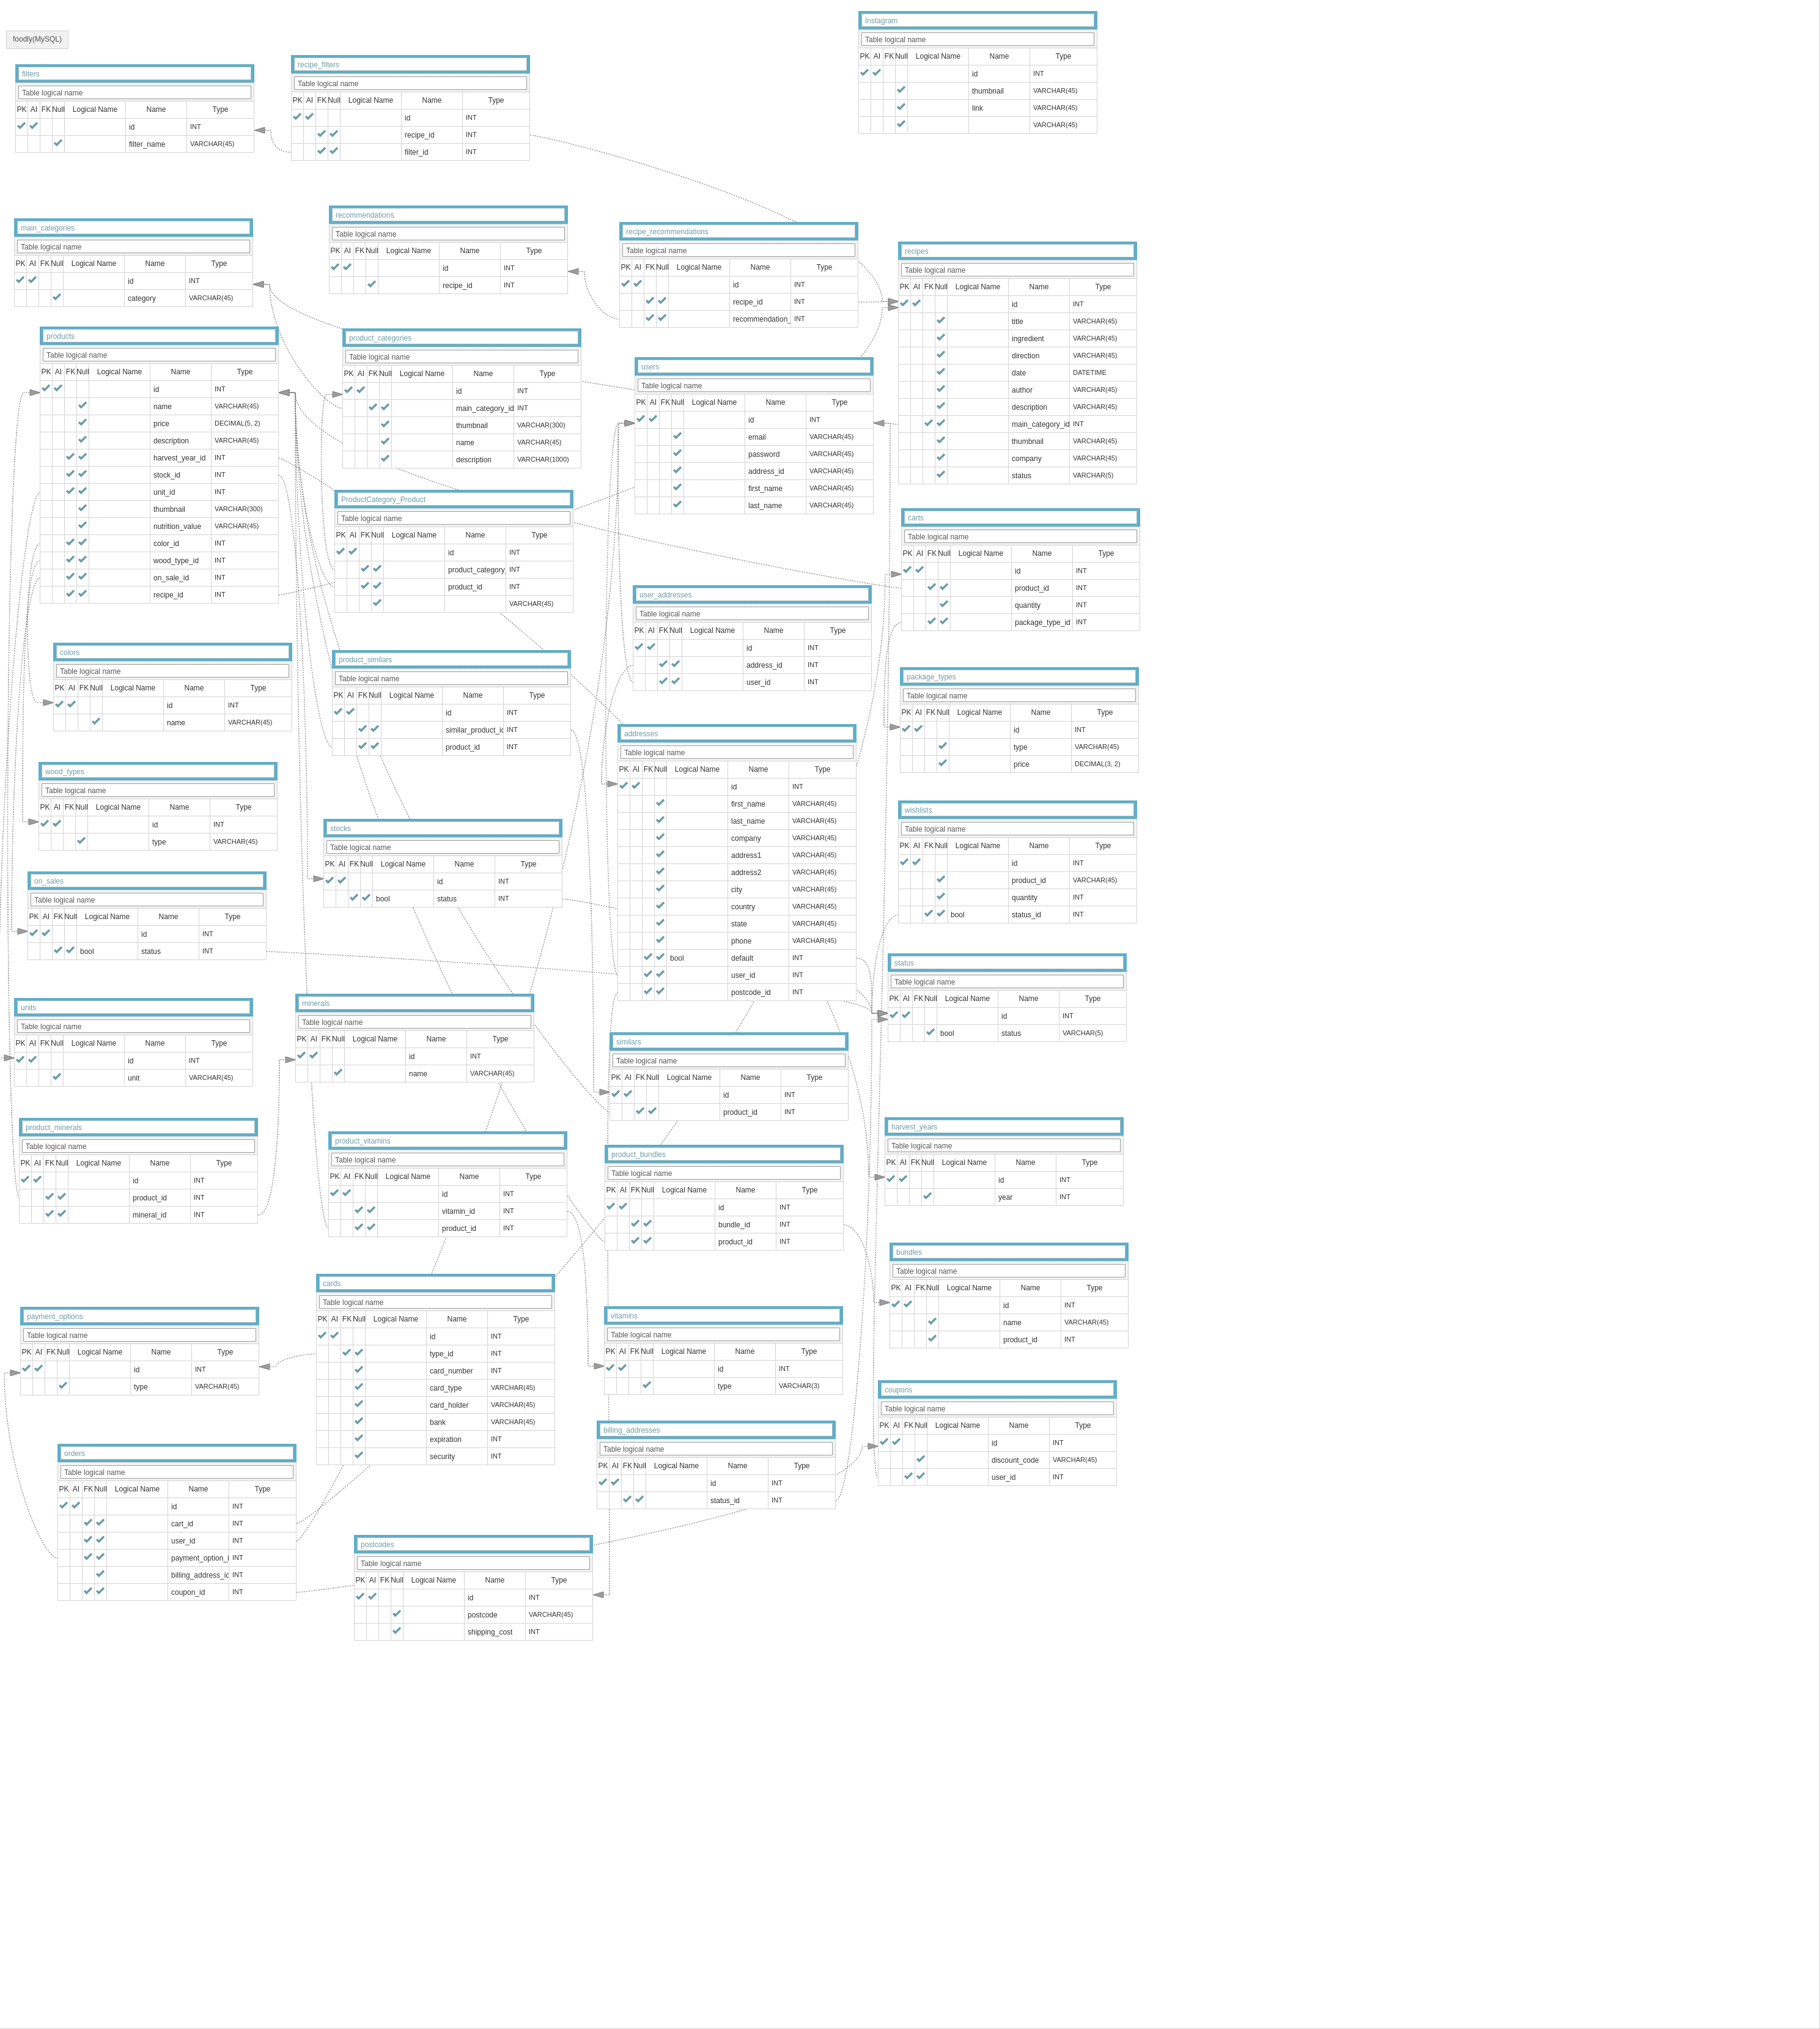 foodly(MySQL)
Instagram
Table logical name
PK AI FK Null Logical Name Name Type
id INT
thumbnail VARCHAR(45)
link VARCHAR(45)
VARCHAR(45)
filters
Table logical name
PK AI FK Null Logical Name Name Type
id INT
filter_name VARCHAR(45)
recipe_filters
Table logical name
PK AI FK Null Logical Name Name Type
id INT
recipe_id INT
filter_id INT
main_categories
Table logical name
PK AI FK Null Logical Name Name Type
id INT
category VARCHAR(45)
recommendations
Table logical name
PK AI FK Null Logical Name Name Type
id INT
recipe_id INT
recipe_recommendations
Table logical name
PK AI FK Null Logical Name Name Type
id INT
recipe_id INT
recommendation_ INT
recipes
Table logical name
PK AI FK Null Logical Name Name Type
id INT
title VARCHAR(45)
ingredient VARCHAR(45)
direction VARCHAR(45)
date DATETIME
author VARCHAR(45)
description VARCHAR(45)
main_category_id INT
thumbnail VARCHAR(45)
company VARCHAR(45)
status VARCHAR(5)
products
Table logical name
PK AI FK Null Logical Name Name Type
id INT
name VARCHAR(45)
price DECIMAL(5, 2)
description VARCHAR(45)
harvest_year_id INT
stock_id INT
unit_id INT
thumbnail VARCHAR(300)
nutrition_value VARCHAR(45)
color_id INT
wood_type_id INT
on_sale_id INT
recipe_id INT
product_categories
Table logical name
PK AI FK Null Logical Name Name Type
id INT
main_category_id INT
thumbnail VARCHAR(300)
name VARCHAR(45)
description VARCHAR(1000)
users
Table logical name
PK AI FK Null Logical Name Name Type
id INT
email VARCHAR(45)
password VARCHAR(45)
address_id VARCHAR(45)
first_name VARCHAR(45)
last_name VARCHAR(45)
ProductCategory_Product
Table logical name
PK AI FK Null Logical Name Name Type
id INT
product_category_ INT
product_id INT
VARCHAR(45)
carts
Table logical name
PK AI FK Null Logical Name Name Type
id INT
product_id INT
quantity INT
package_type_id INT
user_addresses
Table logical name
PK AI FK Null Logical Name Name Type
id INT
address_id INT
user_id INT
colors
Table logical name
PK AI FK Null Logical Name Name Type
id INT
name VARCHAR(45)
product_similars
Table logical name
PK AI FK Null Logical Name Name Type
id INT
similar_product_id INT
product_id INT
package_types
Table logical name
PK AI FK Null Logical Name Name Type
id INT
type VARCHAR(45)
price DECIMAL(3, 2)
addresses
Table logical name
PK AI FK Null Logical Name Name Type
id INT
first_name VARCHAR(45)
last_name VARCHAR(45)
company VARCHAR(45)
address1 VARCHAR(45)
address2 VARCHAR(45)
city VARCHAR(45)
country VARCHAR(45)
state VARCHAR(45)
phone VARCHAR(45)
bool default INT
user_id INT
postcode_id INT
wood_types
Table logical name
PK AI FK Null Logical Name Name Type
id INT
type VARCHAR(45)
stocks
Table logical name
PK AI FK Null Logical Name Name Type
id INT
bool status INT
wishlists
Table logical name
PK AI FK Null Logical Name Name Type
id INT
product_id VARCHAR(45)
quantity INT
bool status_id INT
on_sales
Table logical name
PK AI FK Null Logical Name Name Type
id INT
bool status INT
status
Table logical name
PK AI FK Null Logical Name Name Type
id INT
bool status VARCHAR(5)
units
Table logical name
PK AI FK Null Logical Name Name Type
id INT
unit VARCHAR(45)
minerals
Table logical name
PK AI FK Null Logical Name Name Type
id INT
name VARCHAR(45)
similars
Table logical name
PK AI FK Null Logical Name Name Type
id INT
product_id INT
product_minerals
Table logical name
PK AI FK Null Logical Name Name Type
id INT
product_id INT
mineral_id INT
product_vitamins
Table logical name
PK AI FK Null Logical Name Name Type
id INT
vitamin_id INT
product_id INT
product_bundles
Table logical name
PK AI FK Null Logical Name Name Type
id INT
bundle_id INT
product_id INT
harvest_years
Table logical name
PK AI FK Null Logical Name Name Type
id INT
year INT
bundles
Table logical name
PK AI FK Null Logical Name Name Type
id INT
name VARCHAR(45)
product_id INT
payment_options
Table logical name
PK AI FK Null Logical Name Name Type
id INT
type VARCHAR(45)
cards
Table logical name
PK AI FK Null Logical Name Name Type
id INT
type_id INT
card_number INT
card_type VARCHAR(45)
card_holder VARCHAR(45)
bank VARCHAR(45)
expiration INT
security INT
vitamins
Table logical name
PK AI FK Null Logical Name Name Type
id INT
type VARCHAR(3)
coupons
Table logical name
PK AI FK Null Logical Name Name Type
id INT
discount_code VARCHAR(45)
user_id INT
billing_addresses
Table logical name
PK AI FK Null Logical Name Name Type
id INT
status_id INT
orders
Table logical name
PK AI FK Null Logical Name Name Type
id INT
cart_id INT
user_id INT
payment_option_i INT
billing_address_id INT
coupon_id INT
postcodes
Table logical name
PK AI FK Null Logical Name Name Type
id INT
postcode VARCHAR(45)
shipping_cost INT